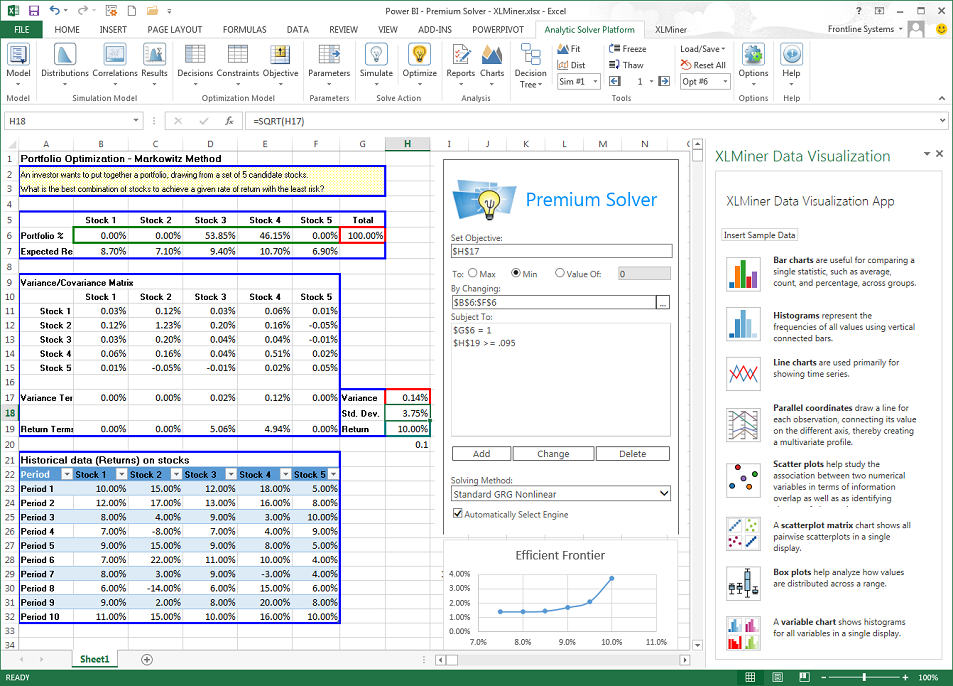 Power BI - Premium Solver - XLMiner.xlsx - Excel
FILE HOME INSERT PAGE LAYOUT FORMULAS DATA REVIEW VIEW ADD-INS POWERPIVOT Analytic Solver Platform XLMiner Frontline Systems
Model Distributions Correlations Results Decisions Constraints Objective Parameters Simulate Optimize Reports Charts Decision Tree Fit Dist Sim #1 Freeze Thaw 1 Load/Save Reset All Opt #6 Options Help
Model Simulation Model Optimization Model Parameters Solve Action Analysis Tools Options Help
H18 fx =SQRT(H17)
A B C D E F G H I J K L M N
1 Portfolio Optimization - Markowitz Method
2 An investor wants to put together a portfolio, drawing from a set of 5 candidate stocks.
3 What is the best combination of stocks to achieve a given rate of return with the least risk?
4
5 Stock 1 Stock 2 Stock 3 Stock 4 Stock 5 Total
6 Portfolio % 0.00% 0.00% 53.85% 46.15% 0.00% 100.00%
7 Expected Re 8.70% 7.10% 9.40% 10.70% 6.90%
8
9 Variance/Covariance Matrix
10 Stock 1 Stock 2 Stock 3 Stock 4 Stock 5
11 Stock 1 0.03% 0.12% 0.03% 0.06% 0.01%
12 Stock 2 0.12% 1.23% 0.20% 0.16% -0.05%
13 Stock 3 0.03% 0.20% 0.04% 0.04% -0.01%
14 Stock 4 0.06% 0.16% 0.04% 0.51% 0.02%
15 Stock 5 0.01% -0.05% -0.01% 0.02% 0.05%
16
17 Variance Ter 0.00% 0.00% 0.02% 0.12% 0.00% Variance 0.14%
18 Std. Dev. 3.75%
19 Return Terms 0.00% 0.00% 5.06% 4.94% 0.00% Return 10.00%
20 0.1
21 Historical data (Returns) on stocks
22 Period Stock 1 Stock 2 Stock 3 Stock 4 Stock 5
23 Period 1 10.00% 15.00% 12.00% 18.00% 5.00%
24 Period 2 12.00% 17.00% 13.00% 16.00% 8.00%
25 Period 3 8.00% 4.00% 9.00% 3.00% 10.00%
26 Period 4 7.00% -8.00% 7.00% 4.00% 9.00%
27 Period 5 9.00% 15.00% 9.00% 8.00% 5.00%
28 Period 6 7.00% 22.00% 11.00% 10.00% 4.00%
29 Period 7 8.00% 3.00% 9.00% -3.00% 4.00%
30 Period 8 6.00% -14.00% 6.00% 15.00% 6.00%
31 Period 9 9.00% 2.00% 8.00% 20.00% 8.00%
32 Period 10 11.00% 15.00% 10.00% 16.00% 10.00%
33
34
Premium Solver
Set Objective:
$H$17
To: Max Min Value Of: 0
By Changing:
$B$6:$F$6 ...
Subject To:
$G$6 = 1
$H$19 >= .095
Add Change Delete
Solving Method:
Standard GRG Nonlinear
Automatically Select Engine
Efficient Frontier
4.00%
3.00%
2.00%
1.00%
0.00%
7.0% 8.0% 9.0% 10.0% 11.0%
XLMiner Data Visualization
XLMiner Data Visualization App
Insert Sample Data
Bar charts are useful for comparing a
single statistic, such as average,
count, and percentage, across groups.
Histograms represent the
frequencies of all values using vertical
connected bars.
Line charts are used primarily for
showing time series.
Parallel coordinates draw a line for
each observation, connecting its value
on the different axis, thereby creating
a multivariate profile.
Scatter plots help study the
association between two numerical
variables in terms of information
overlap as well as identifying
A scatterplot matrix chart shows all
pairwise scatterplots in a single
display.
Box plots help analyze how values
are distributed across a range.
A variable chart shows histograms
for all variables in a single display.
Sheet1
READY 100%